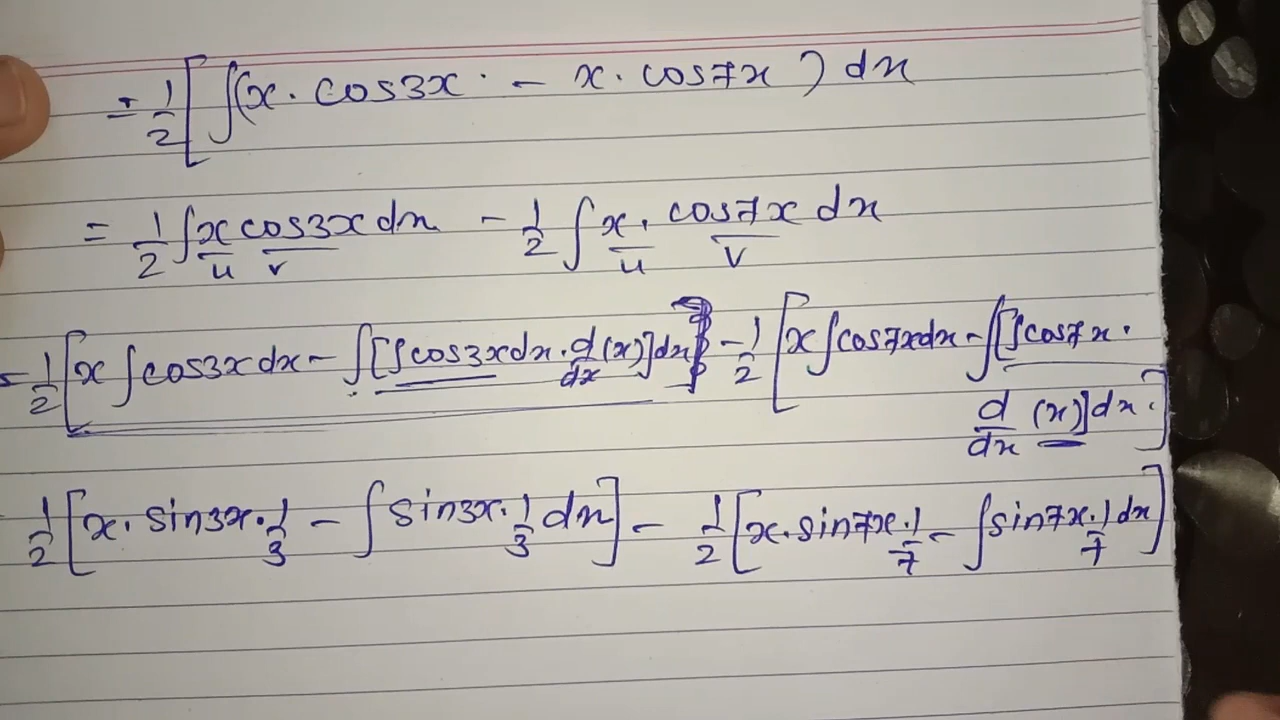 = 1/2 [ ∫(x. cos3x. - x. cos7x) dx
= 1/2 ∫x cos3x dx - 1/2 ∫ x. cos7x dx
u v u v
= 1/2 [x ∫cos3x dx - ∫[∫cos3x dx. d/dx (x)]dx] - 1/2 [x ∫cos7x dx - ∫[∫cos7x.
d/dx (x)]dx.]
1/2 [x. sin3x. 1/3 - ∫sin3x. 1/3 dx] - 1/2 [x. sin7x. 1/7 - ∫sin7x. 1/7 dx]